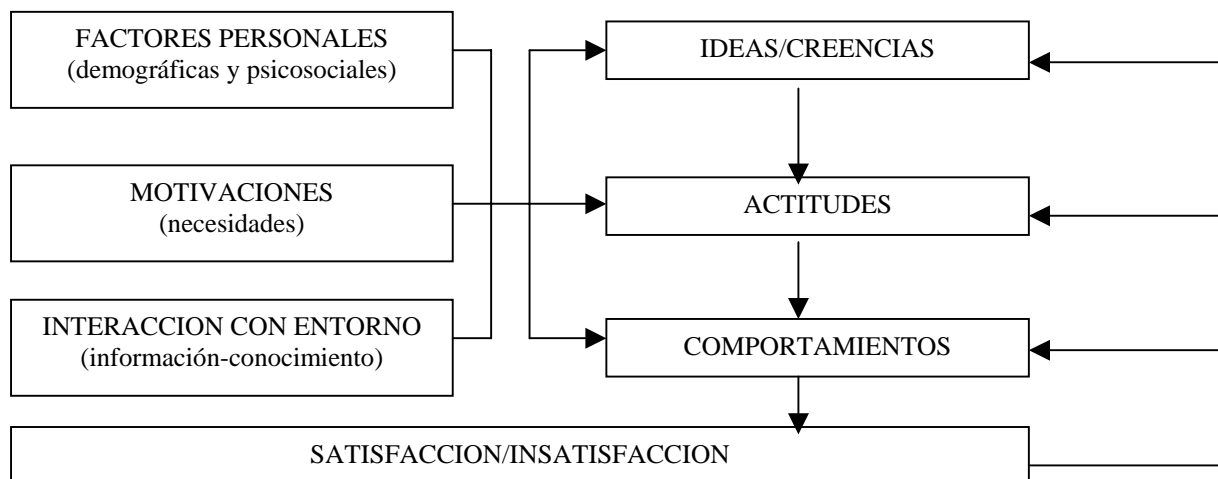 FACTORES PERSONALES
(demográficas y psicosociales)
IDEAS/CREENCIAS
MOTIVACIONES
(necesidades)
ACTITUDES
INTERACCION CON ENTORNO
(información-conocimiento)
COMPORTAMIENTOS
SATISFACCION/INSATISFACCION